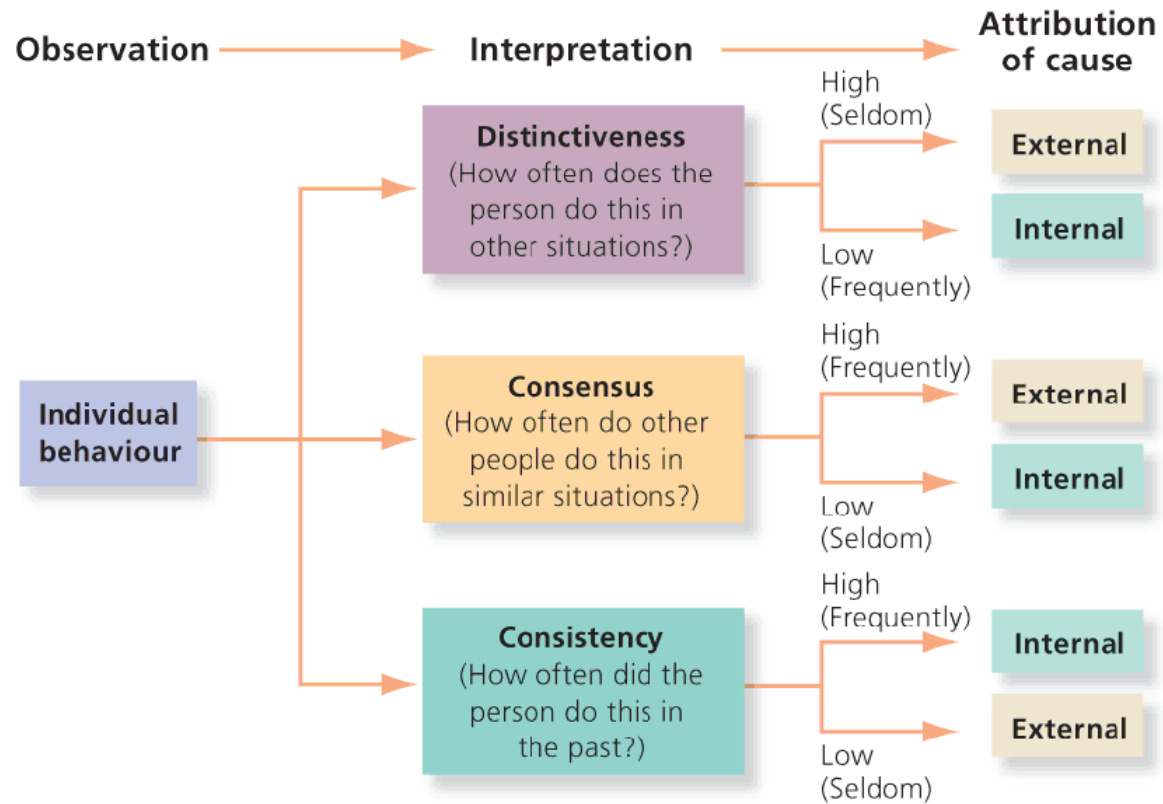 Observation
Interpretation
Attribution
of cause
Distinctiveness
(How often does the
person do this in
other situations?)
High
(Seldom)
External
Internal
Low
(Frequently)
Individual
behaviour
Consensus
(How often do other
people do this in
similar situations?)
High
(Frequently)
External
Internal
Low
(Seldom)
Consistency
(How often did the
person do this in
the past?)
High
(Frequently)
Internal
External
Low
(Seldom)